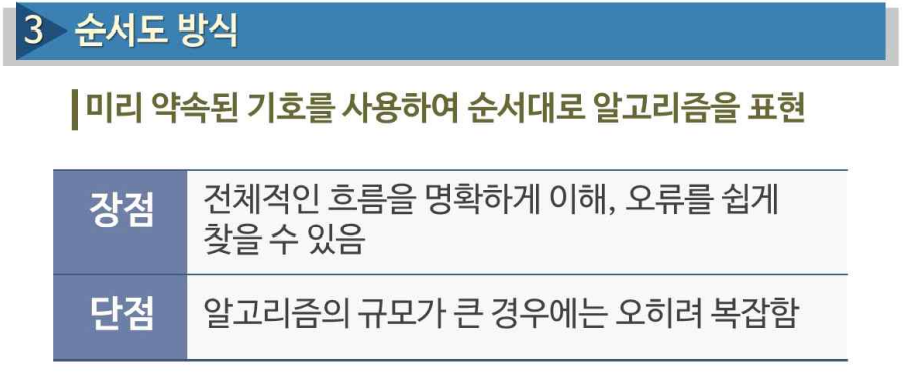 3 순서도 방식
미리 약속된 기호를 사용하여 순서대로 알고리즘을 표현
장점 전체적인 흐름을 명확하게 이해, 오류를 쉽게
찾을 수 있음
단점 알고리즘의 규모가 큰 경우에는 오히려 복잡함